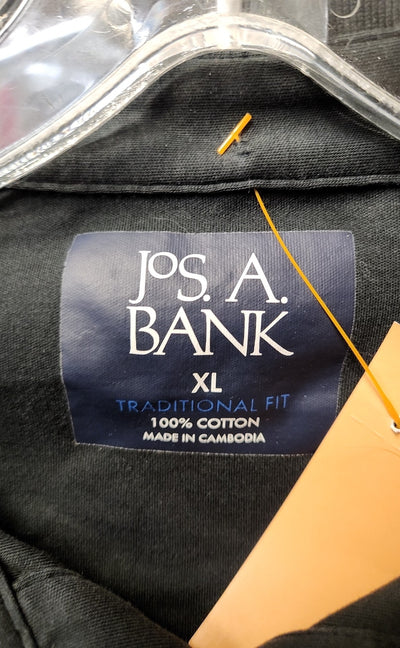 JoS. A.
BANK
XL
TRADITIONAL FIT
100% COTTON
MADE IN CAMBODIA